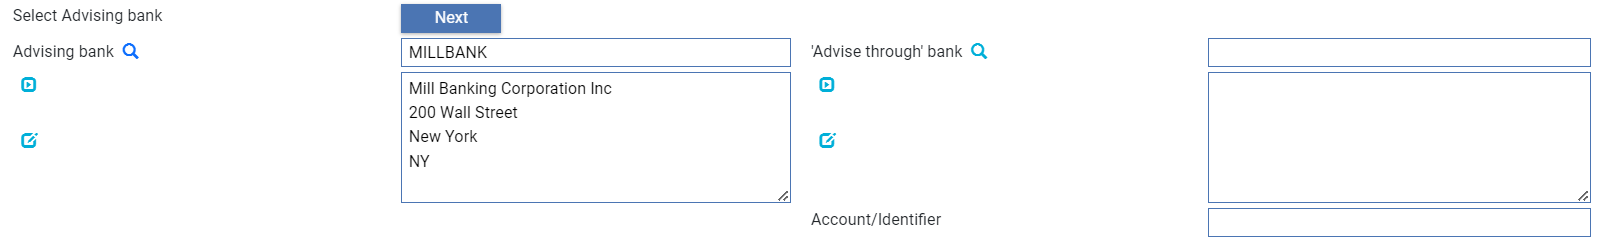 Select Advising bank
Next
Advising bank
MILLBANK
'Advise through' bank
Mill Banking Corporation Inc
200 Wall Street
New York
NY
Account/Identifier